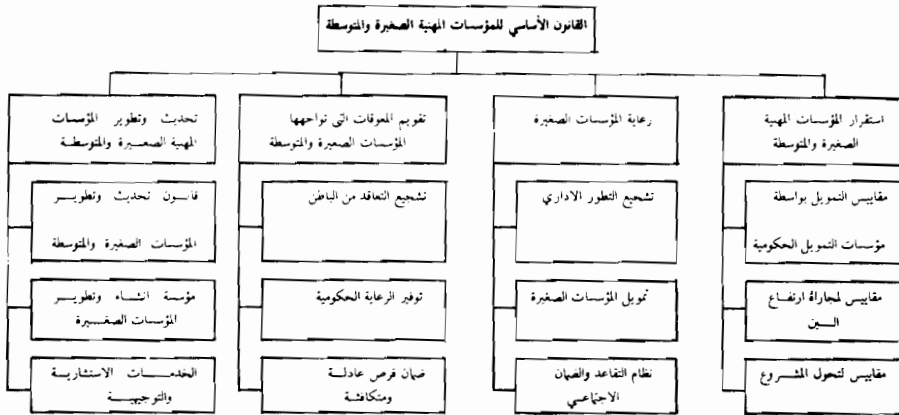 القانون الأساسي للمؤسسات المهنية الصغيرة والمتوسطة
استقرار المؤسسات المهنية
الصغيرة والمتوسطة
مقاييس التمويل بواسطة
مؤسسات التمويل الحكومية
مقاييس لمجاراة ارتفاع
الين
مقاييس لتحول المشروع
رعاية المؤسسات الصغيرة
تشجيع التطور الاداري
تمويل المؤسسات الصغيرة
نظام التقاعد والضمان
الاجتماعي
تقويم المعوقات التى تواجهها
المؤسسات الصغيرة والمتوسطة
تشجيع التعاقد من الباطن
توفير الرعاية الحكومية
ضمان فرص عادلة
ومتكافئة
تحديث وتطوير المؤسسات
المهنية الصغيرة والمتوسطة
قانون تحديث وتطوير
المؤسسات الصغيرة والمتوسطة
مؤسسة انشاء وتطوير
المؤسسات الصغيرة
الخدمات الاستشارية
والتوجيهية